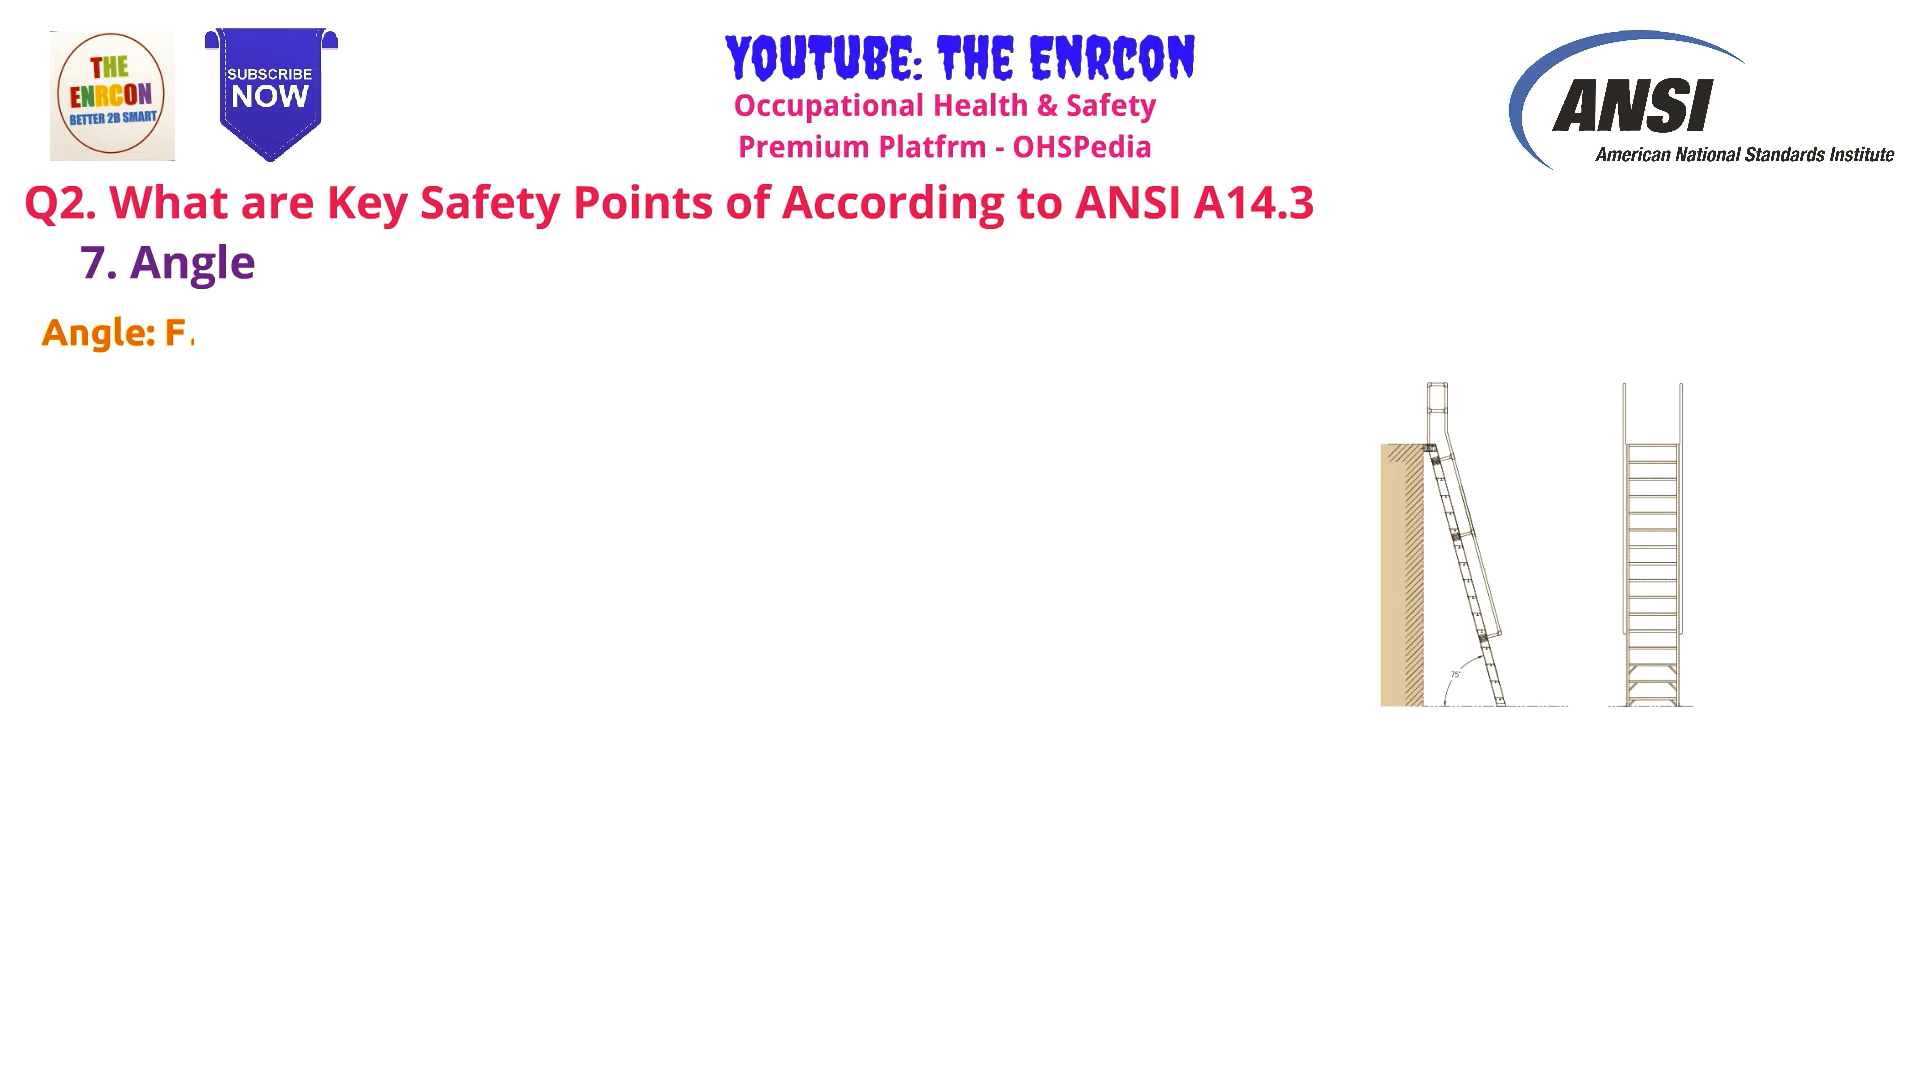 THE
ENRCON
BETTER 2B SMART
SUBSCRIBE
NOW
YOUTUBE: THE ENRCON
Occupational Health & Safety
Premium Platfrm - OHSPedia
ANSI
American National Standards Institute
Q2. What are Key Safety Points of According to ANSI A14.3
7. Angle
Angle: F
75°